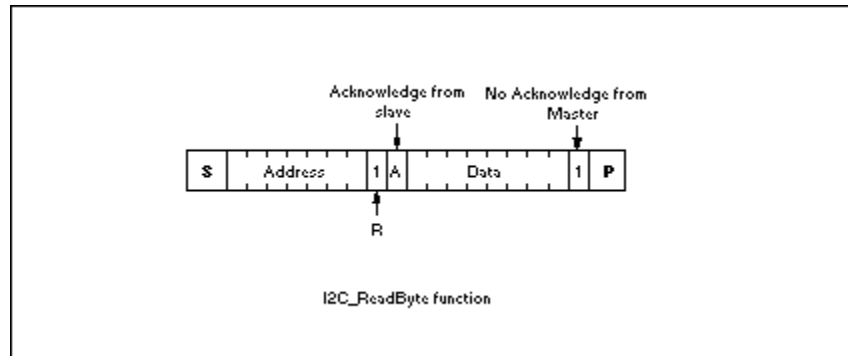 Acknowledge from
slave
No Acknowledge from
Master
S Address 1 A Data 1 P
R
I2C_ReadByte function